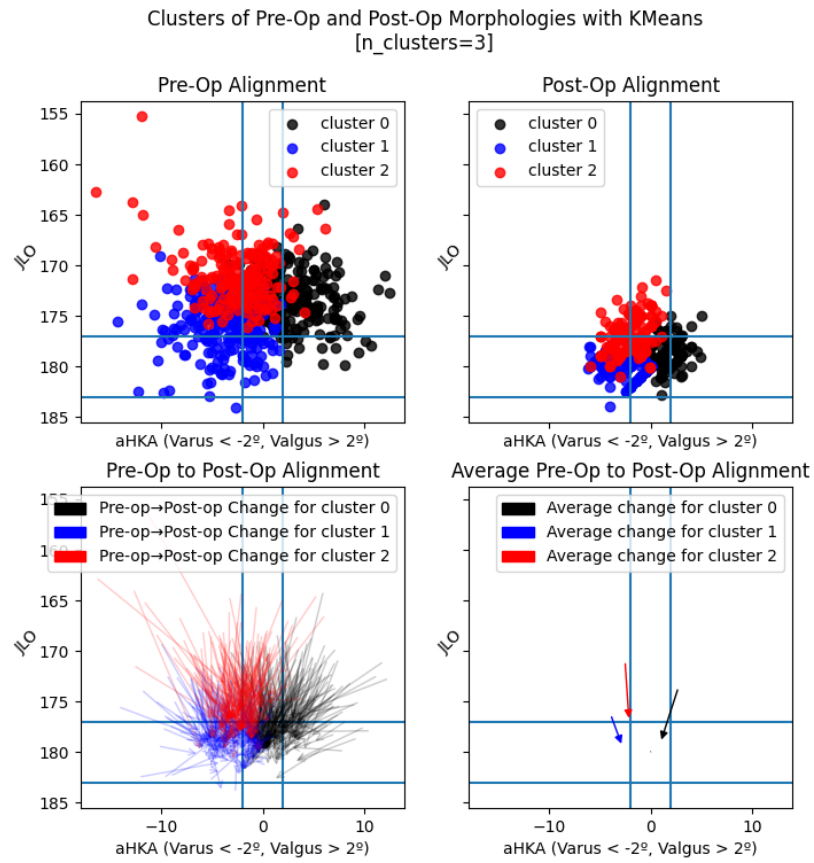 Clusters of Pre-Op and Post-Op Morphologies with KMeans
[n_clusters=3]
Pre-Op Alignment
cluster 0
cluster 1
cluster 2
155
160
165
170
175
180
185
JLO
aHKA (Varus < -2º, Valgus > 2º)
Post-Op Alignment
cluster 0
cluster 1
cluster 2
JLO
aHKA (Varus < -2º, Valgus > 2º)
Pre-Op to Post-Op Alignment
Pre-op→Post-op Change for cluster 0
Pre-op→Post-op Change for cluster 1
Pre-op→Post-op Change for cluster 2
155
160
165
170
175
180
185
JLO
−10
0
10
aHKA (Varus < -2º, Valgus > 2º)
Average Pre-Op to Post-Op Alignment
Average change for cluster 0
Average change for cluster 1
Average change for cluster 2
JLO
−10
0
10
aHKA (Varus < -2º, Valgus > 2º)